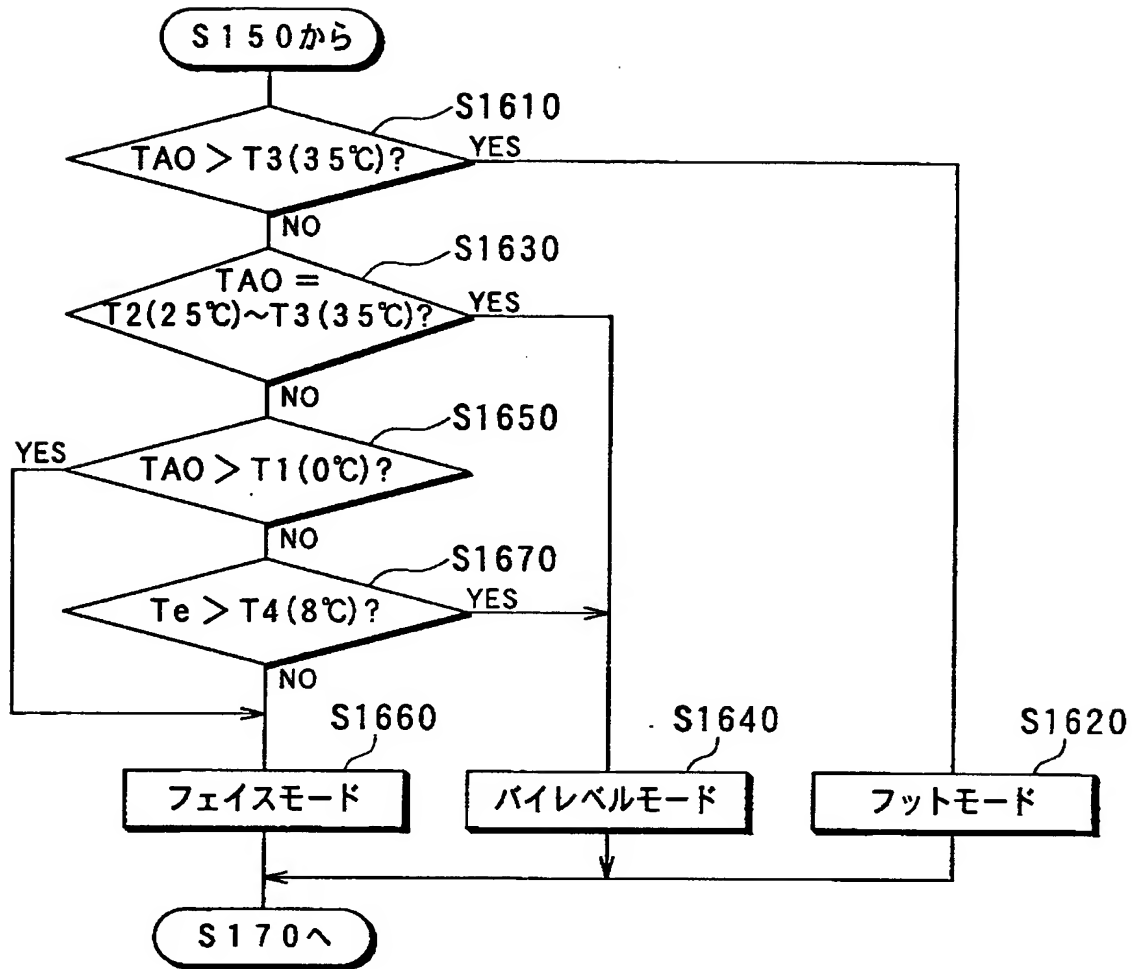 S150から
S1610
TAO > T3(35℃)?
YES
NO
S1630
TAO =
T2(25℃)~T3(35℃)?
YES
NO
S1650
YES
TAO > T1(0℃)?
NO
S1670
Te > T4(8℃)?
YES
NO
S1660
S1640
S1620
フェイスモード
バイレベルモード
フットモード
S170へ